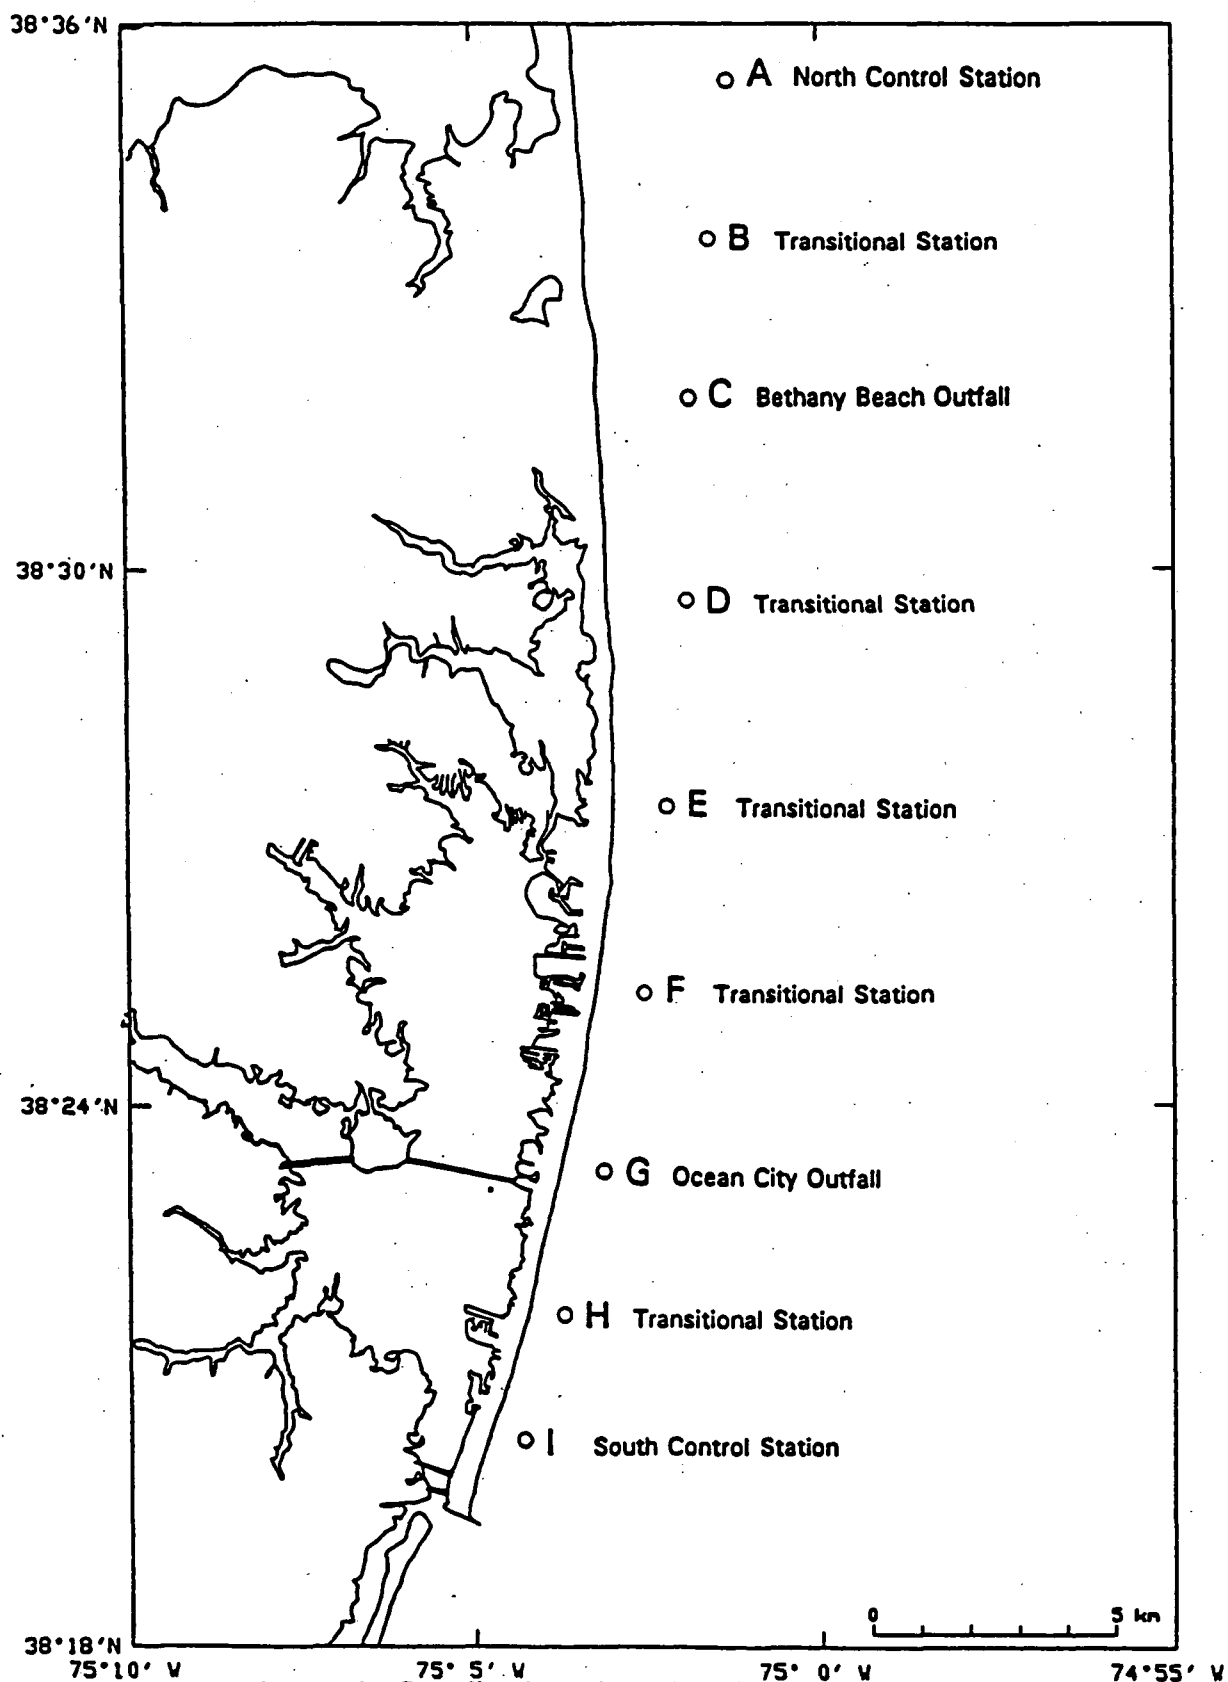 38°36'N
A North Control Station
B Transitional Station
C Bethany Beach Outfall
38°30'N
D Transitional Station
E Transitional Station
F Transitional Station
38°24'N
G Ocean City Outfall
H Transitional Station
I South Control Station
0 5 km
38°18'N
75°10' W 75° 5' W 75° 0' W 74°55' W